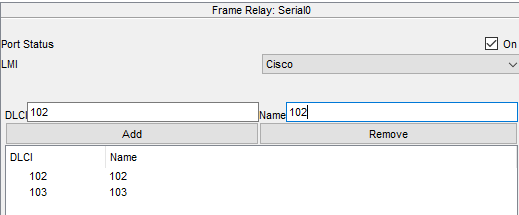 Frame Relay: Serial0
Port Status On
LMI Cisco
DLCI 102 Name 102
Add Remove
DLCI Name
102 102
103 103